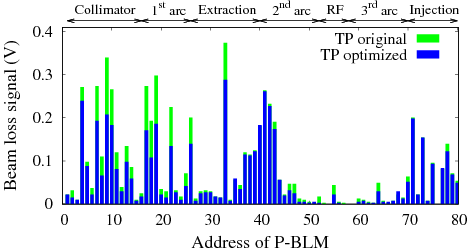 Collimator 1st arc Extraction 2nd arc RF 3rd arc Injection
TP original
TP optimized
0.4
0.3
0.2
0.1
0
0 10 20 30 40 50 60 70 80
Beam loss signal (V)
Address of P-BLM